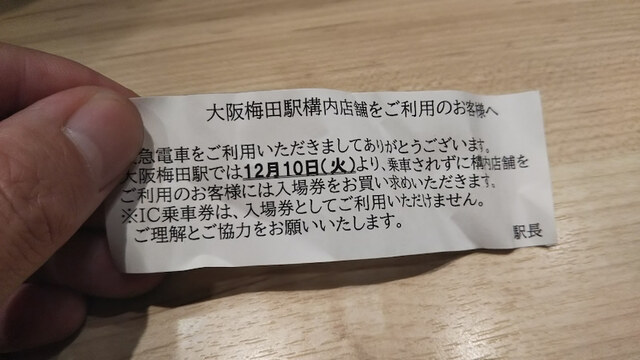 大阪梅田駅構内店舗をご利用のお客様へ
急電車をご利用いただきましてありがとうございます。
大阪梅田駅では12月10日(火)より、乗車されずに構内店舗を
ご利用のお客様には入場券をお買い求めいただきます。
※IC乗車券は、入場券としてご利用いただけません。
ご理解とご協力をお願いいたします。
駅長